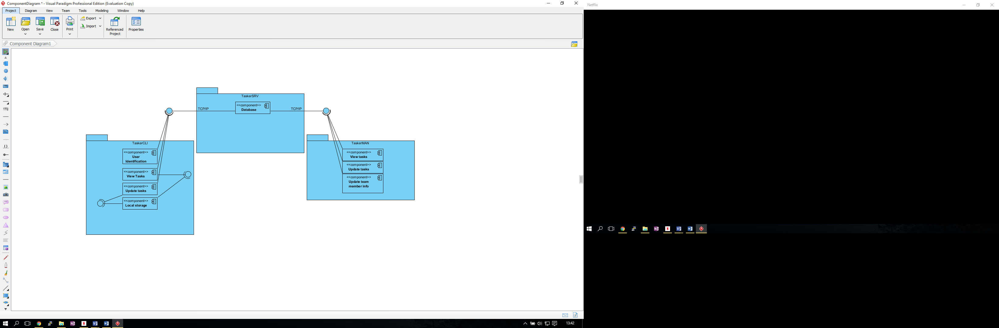 ComponentDiagram * - Visual Paradigm Professional Edition (Evaluation Copy)
Netflix
Project Diagram View Team Tools Modeling Window Help
Export
Import
New Open Save Close Print Referenced Project Properties
Component Diagram1
TaskerSRV
<<component>>
Database
TCP/IP
TCP/IP
TaskerCLI
<<component>>
User
Identification
<<component>>
View Tasks
<<component>>
Update tasks
<<component>>
Local storage
TaskerMAN
<<component>>
View tasks
<<component>>
Update tasks
<<component>>
Update team
member info
13:42